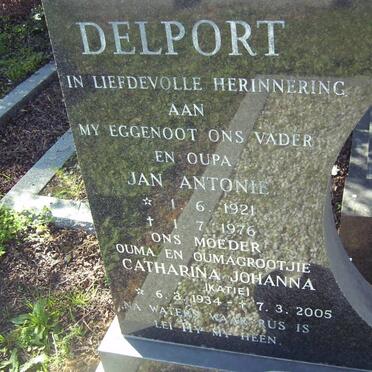 DELPORT
IN LIEFDEVOLLE HERINNERING
AAN
MY EGGENOOT ONS VADER
EN OUPA
JAN ANTONIE
☆ 1. 6. 1921
† 1. 7. 1976
ONS MOEDER
OUMA EN OUMAGROOTJIE
CATHARINA JOHANNA
(KATIE)
☆ 6. 3. 1934 - † 7. 3. 2005
NA WATERS WAAR RUS IS
LEI HY MY HEEN.